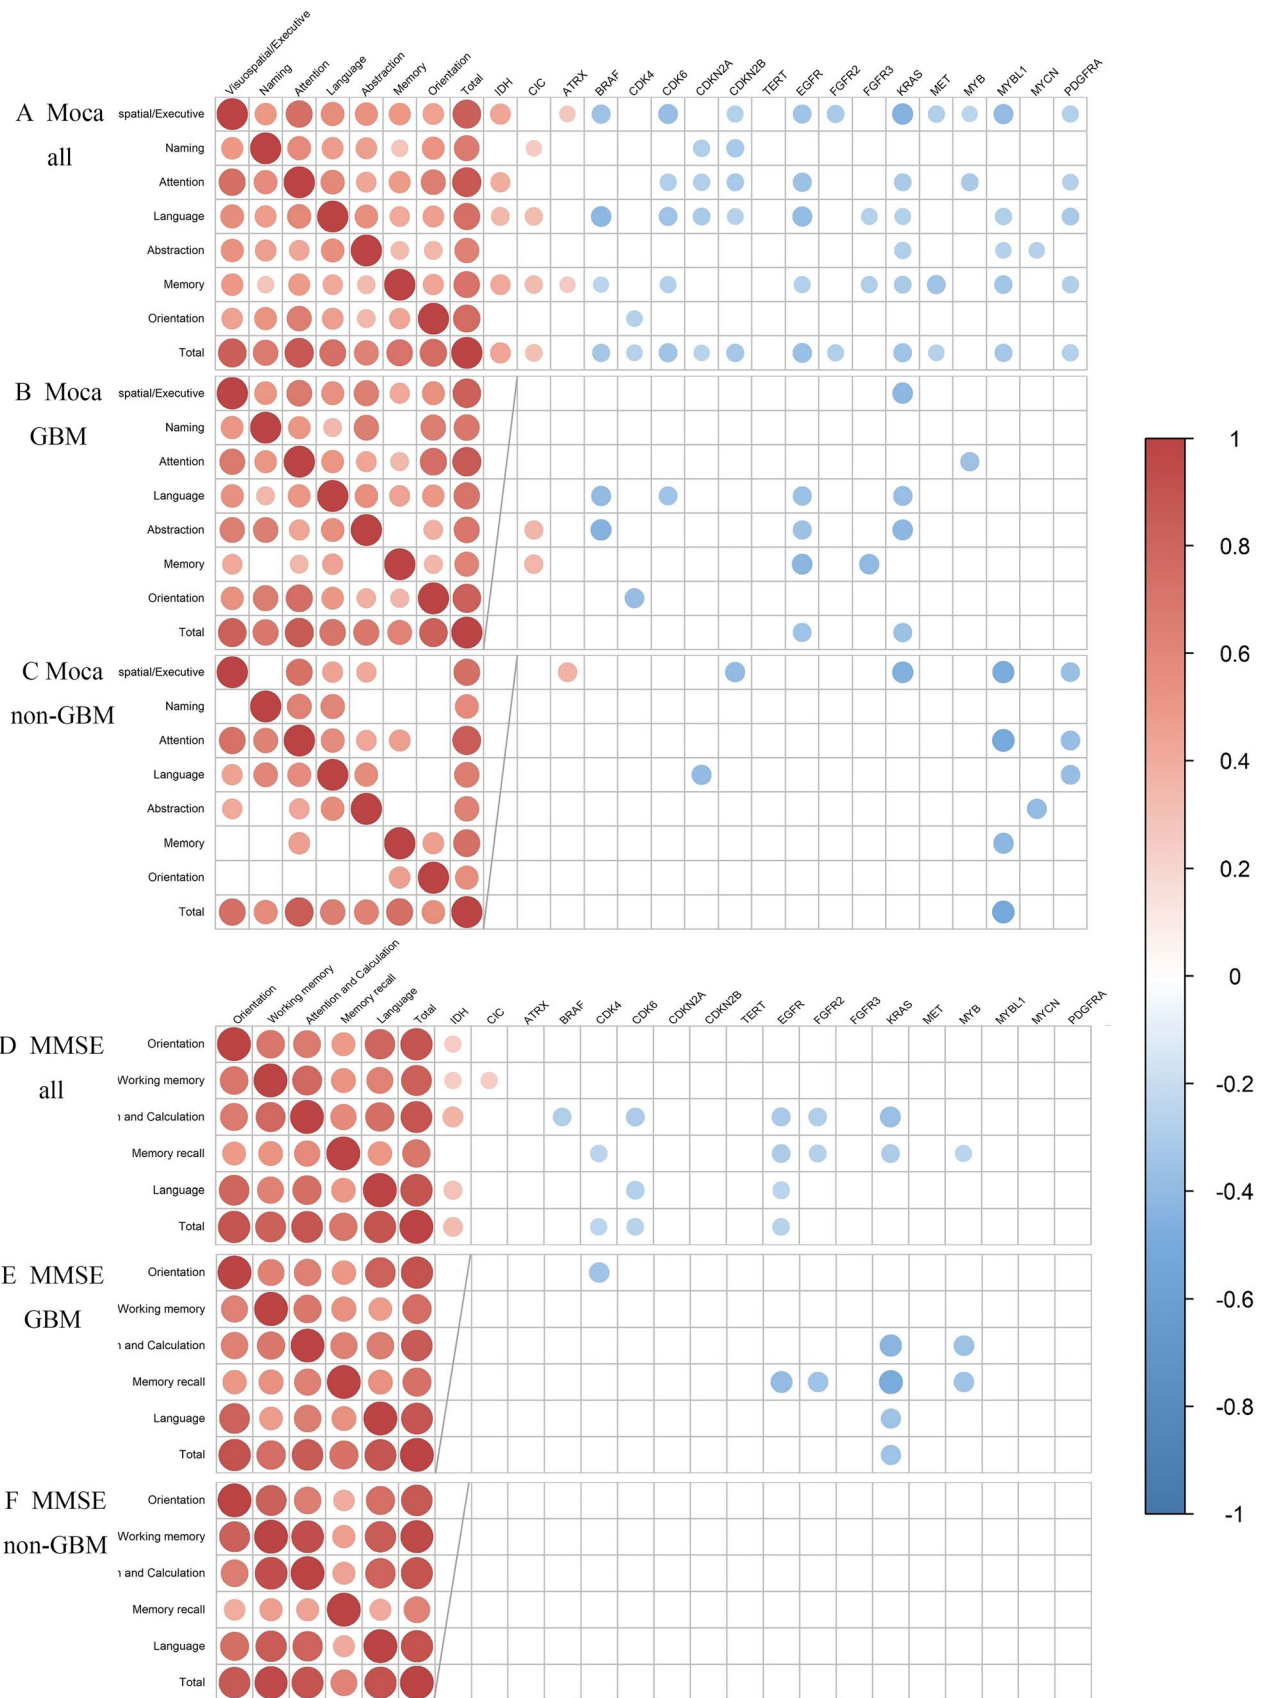 Visuospatial/Executive Naming Attention Language Abstraction Memory Orientation Total IDH CIC ATRX BRAF CDK4 CDK6 CDKN2A CDKN2B TERT EGFR FGFR2 FGFR3 KRAS MET MYB MYBL1 MYCN PDGFRA
A Moca
all
spatial/Executive
Naming
Attention
Language
Abstraction
Memory
Orientation
Total
B Moca
GBM
spatial/Executive
Naming
Attention
Language
Abstraction
Memory
Orientation
Total
C Moca
non-GBM
spatial/Executive
Naming
Attention
Language
Abstraction
Memory
Orientation
Total
Orientation Working memory Attention and Calculation Memory recall Language Total IDH CIC ATRX BRAF CDK4 CDK6 CDKN2A CDKN2B TERT EGFR FGFR2 FGFR3 KRAS MET MYB MYBL1 MYCN PDGFRA
D MMSE
all
Orientation
Working memory
and Calculation
Memory recall
Language
Total
E MMSE
GBM
Orientation
Working memory
and Calculation
Memory recall
Language
Total
F MMSE
non-GBM
Orientation
Working memory
and Calculation
Memory recall
Language
Total
1
0.8
0.6
0.4
0.2
0
-0.2
-0.4
-0.6
-0.8
-1